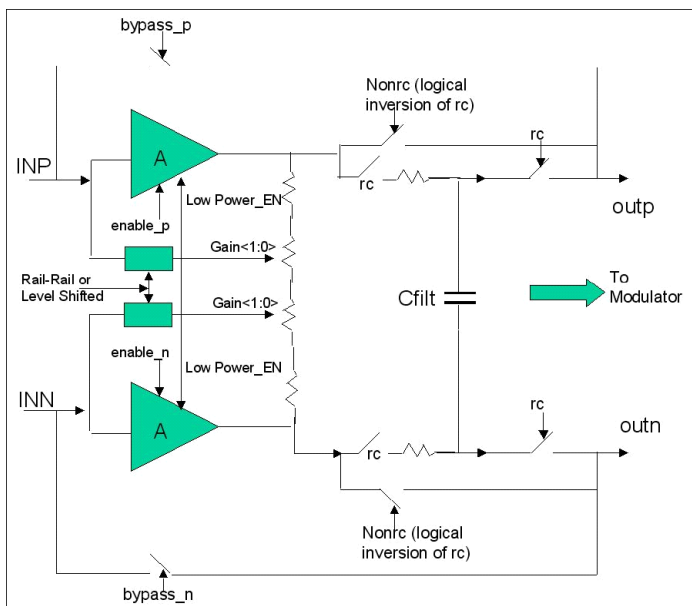 bypass_p
Nonrc (logical
inversion of rc)
rc
A
INP
rc
Low Power_EN
enable_p
outp
Gain<1:0>
Rail-Rail or
Level Shifted
To
Modulator
Cfilt
Gain<1:0>
enable_n
Low Power_EN
INN
rc
outn
A
rc
Nonrc (logical
inversion of rc)
bypass_n